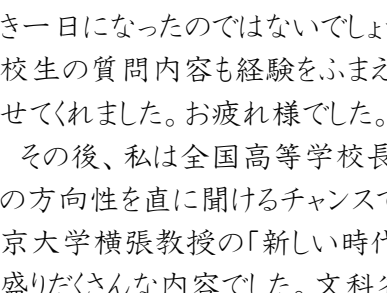 き一日になったのではないでしょ
校生の質問内容も経験をふまえ
せてくれました。お疲れ様でした。
その後、私は全国高等学校長
の方向性を直に聞けるチャンスで
京大学横張教授の「新しい時代
盛りだくさんな内容でした。文科